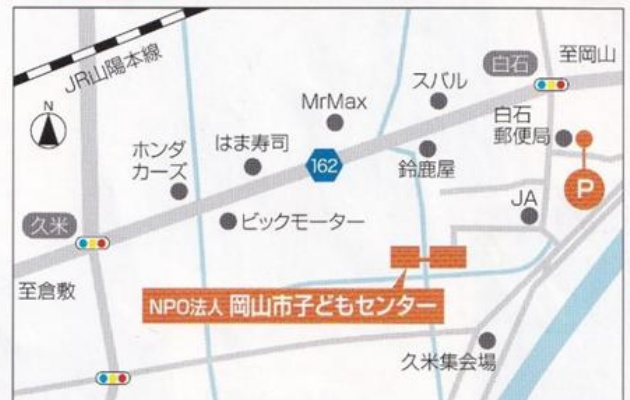 JR山陽本線
白石
至岡山
スバル
MrMax
N
白石
郵便局
はま寿司
ホンダ
カーズ
162
鈴鹿屋
P
JA
久米
ビックモーター
至倉敷
NPO法人 岡山市子どもセンター
久米集会場